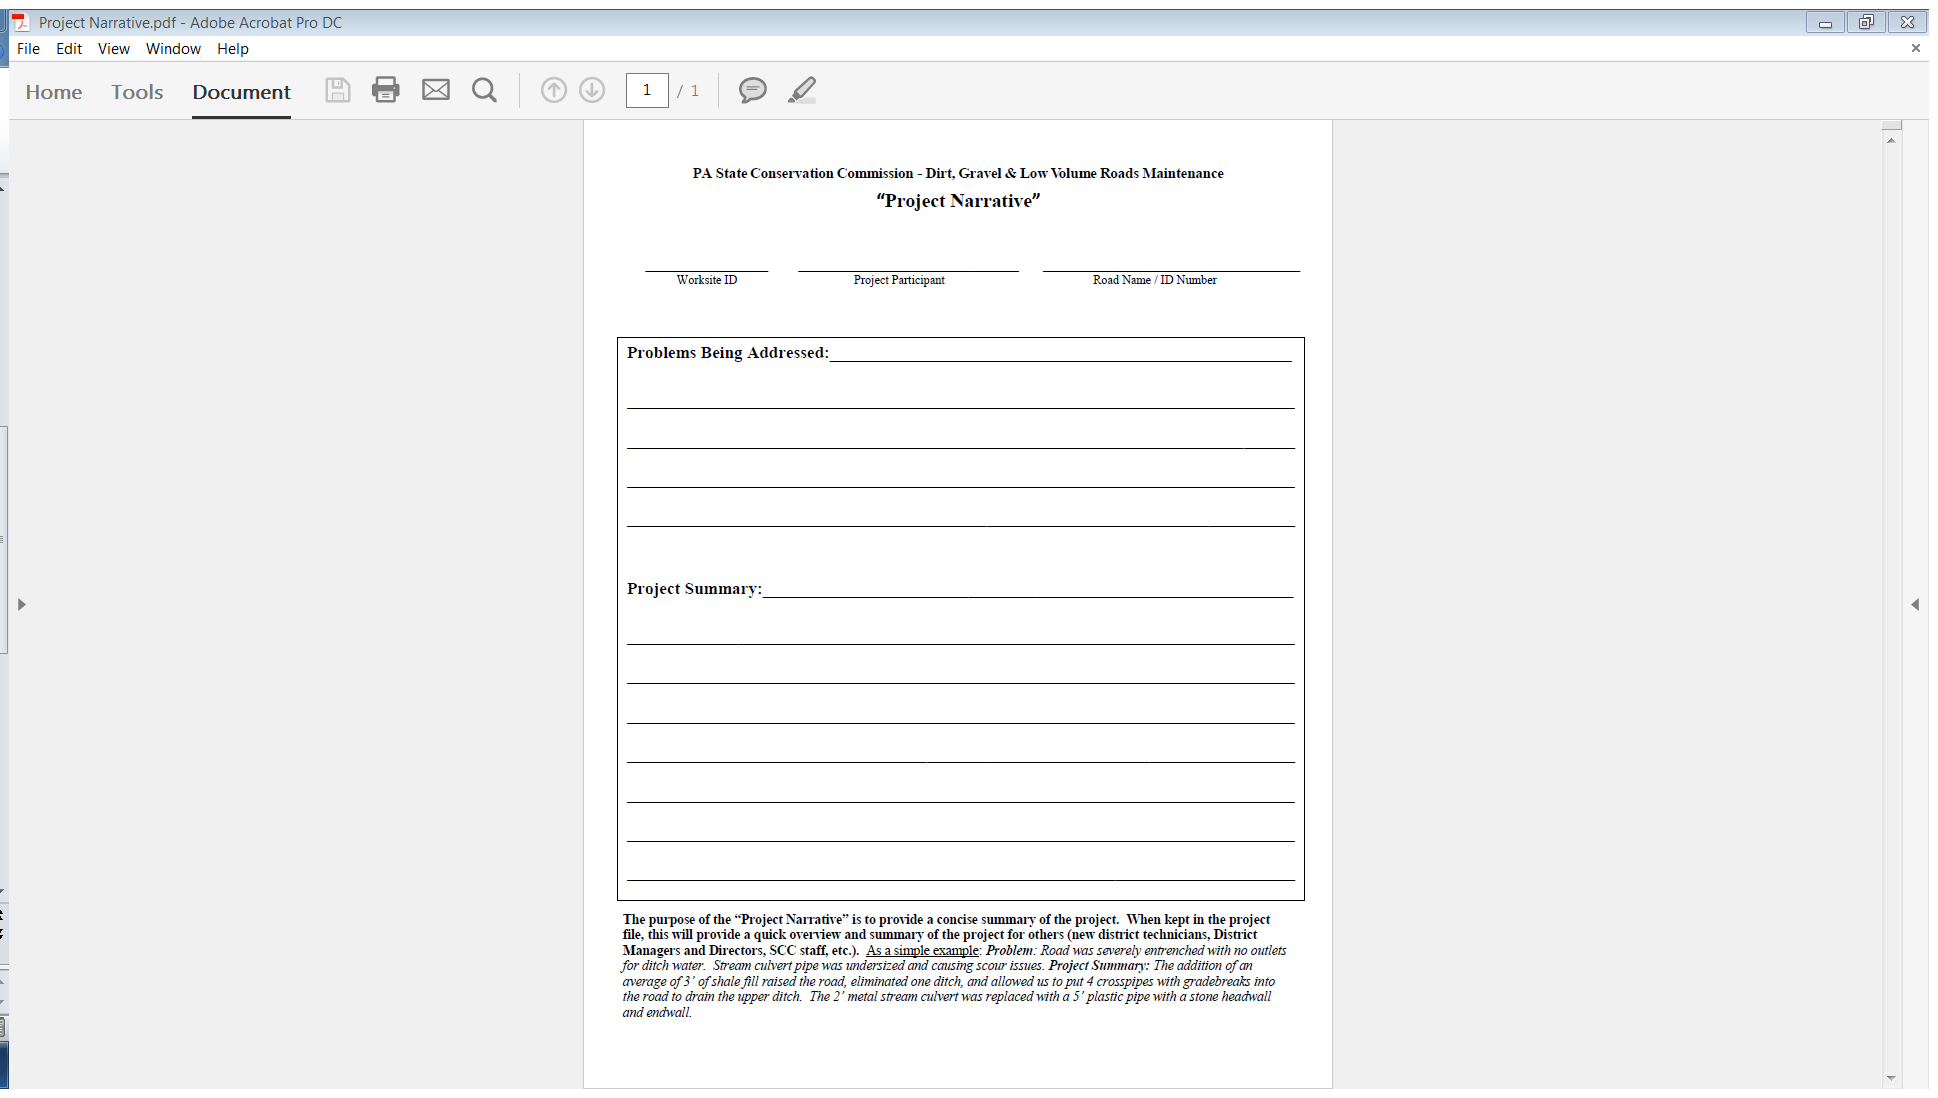 Project Narrative.pdf - Adobe Acrobat Pro DC
File Edit View Window Help
Home Tools Document 1 / 1
PA State Conservation Commission - Dirt, Gravel & Low Volume Roads Maintenance
“Project Narrative”
Worksite ID Project Participant Road Name / ID Number
Problems Being Addressed:
Project Summary:
The purpose of the “Project Narrative” is to provide a concise summary of the project. When kept in the project
file, this will provide a quick overview and summary of the project for others (new district technicians, District
Managers and Directors, SCC staff, etc.). As a simple example: Problem: Road was severely entrenched with no outlets
for ditch water. Stream culvert pipe was undersized and causing scour issues. Project Summary: The addition of an
average of 3’ of shale fill raised the road, eliminated one ditch, and allowed us to put 4 crosspipes with gradebreaks into
the road to drain the upper ditch. The 2’ metal stream culvert was replaced with a 5’ plastic pipe with a stone headwall
and endwall.